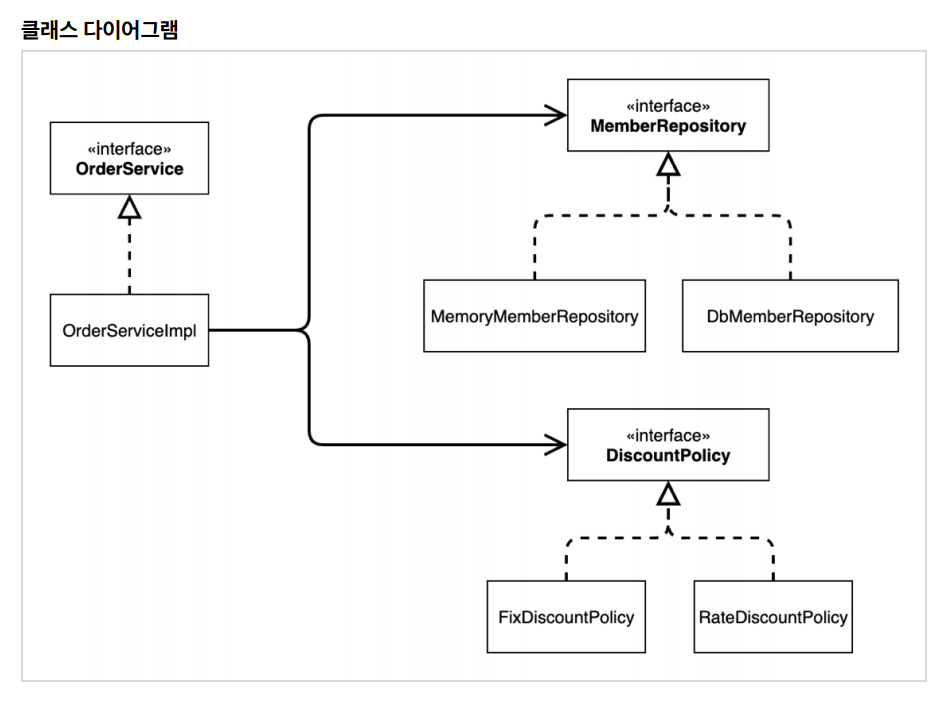 클래스 다이어그램
«interface»
OrderService
OrderServiceImpl
«interface»
MemberRepository
MemoryMemberRepository
DbMemberRepository
«interface»
DiscountPolicy
FixDiscountPolicy
RateDiscountPolicy